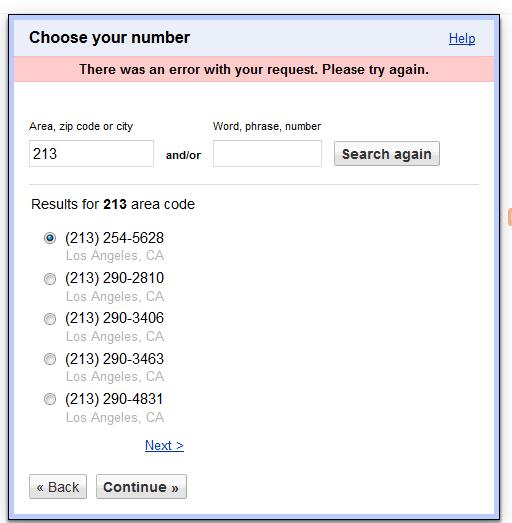 Choose your number Help
There was an error with your request. Please try again.
Area, zip code or city Word, phrase, number
213 and/or Search again
Results for 213 area code
(213) 254-5628
Los Angeles, CA
(213) 290-2810
Los Angeles, CA
(213) 290-3406
Los Angeles, CA
(213) 290-3463
Los Angeles, CA
(213) 290-4831
Los Angeles, CA
Next >
« Back Continue »